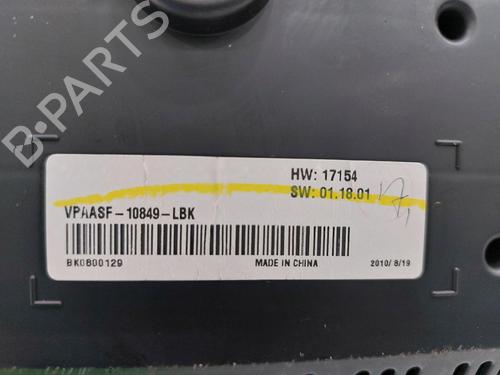 B-PARTS
HW: 17154
SW: 01.18.01
VPAASF-10849-LBK
BK0800129
MADE IN CHINA
2010/ 8/19